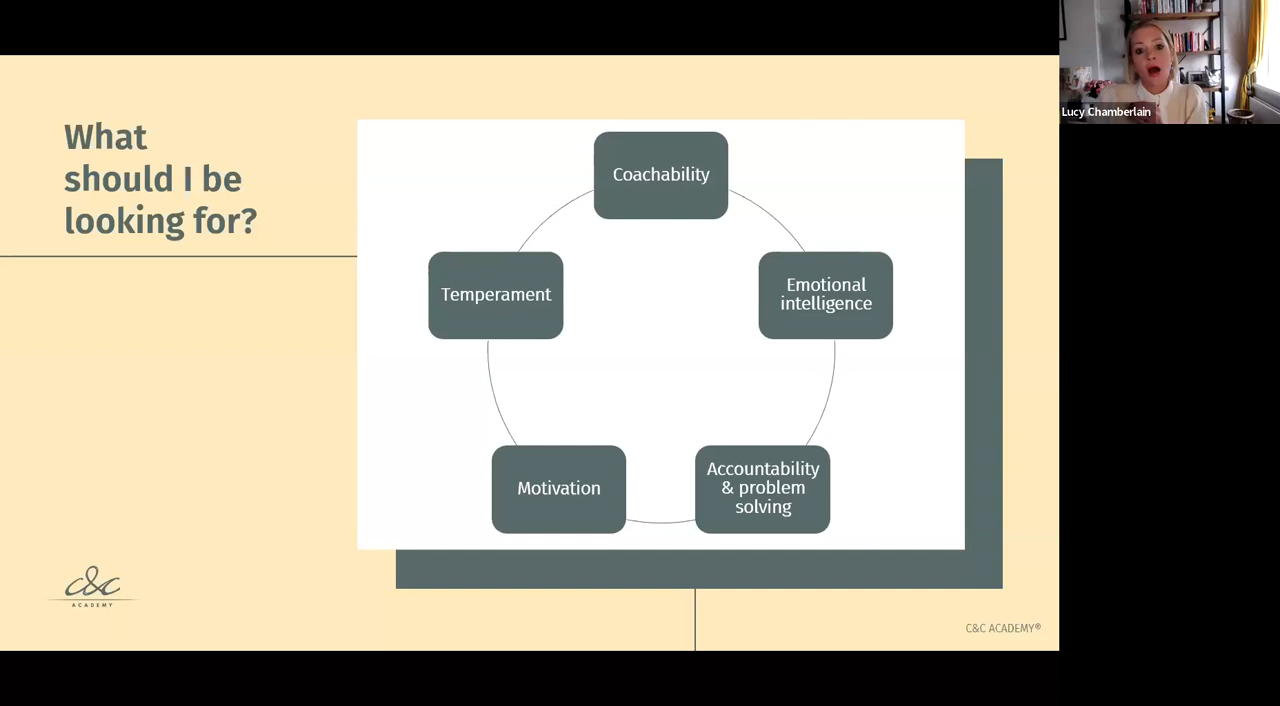 What
should I be
looking for?
Coachability
Temperament
Emotional
intelligence
Motivation
Accountability
& problem
solving
c&c
ACADEMY
C&C ACADEMY®
Lucy Chamberlain